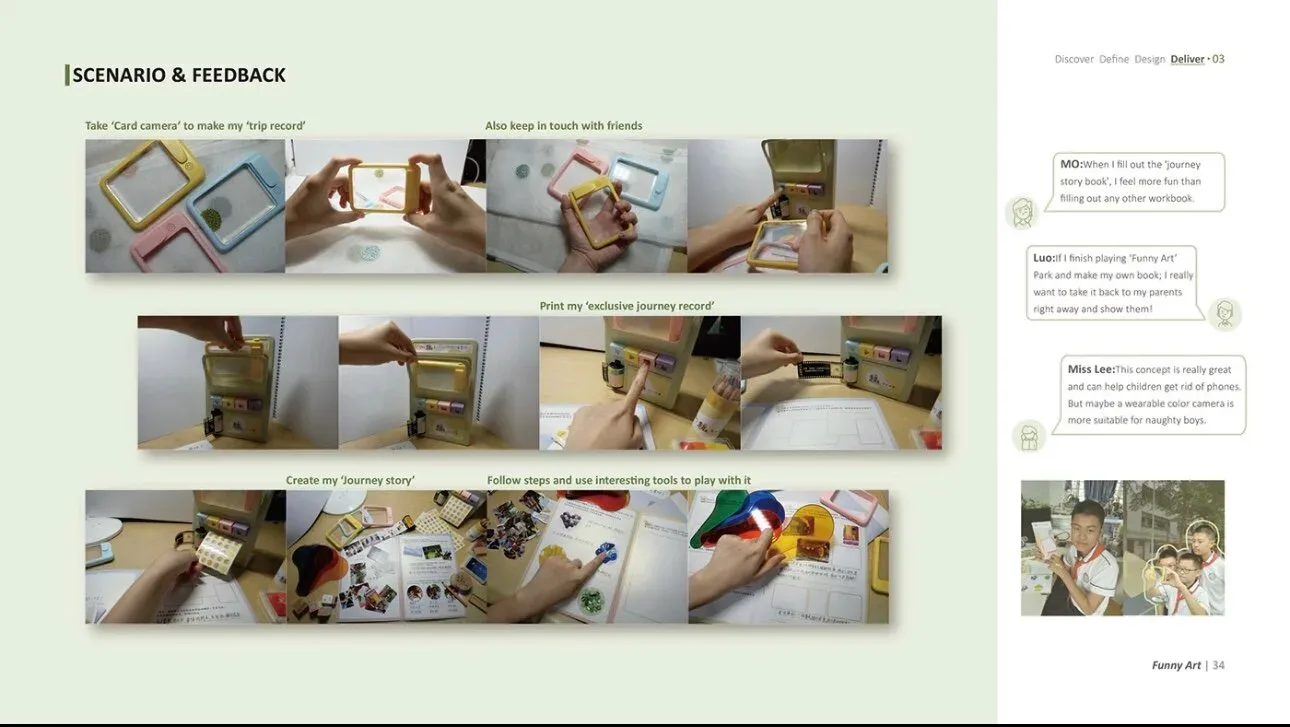 SCENARIO & FEEDBACK
Take 'Card camera' to make my 'trip record'
Also keep in touch with friends
Print my 'exclusive journey record'
Create my 'Journey story'
Follow steps and use interesting tools to play with it
Discover Define Design Deliver · 03
MO:When I fill out the 'journey
story book', I feel more fun than
filling out any other workbook.
Luo:If I finish playing 'Funny Art'
Park and make my own book; I really
want to take it back to my parents
right away and show them!
Miss Lee:This concept is really great
and can help children get rid of phones.
But maybe a wearable color camera is
more suitable for naughty boys.
Funny Art | 34